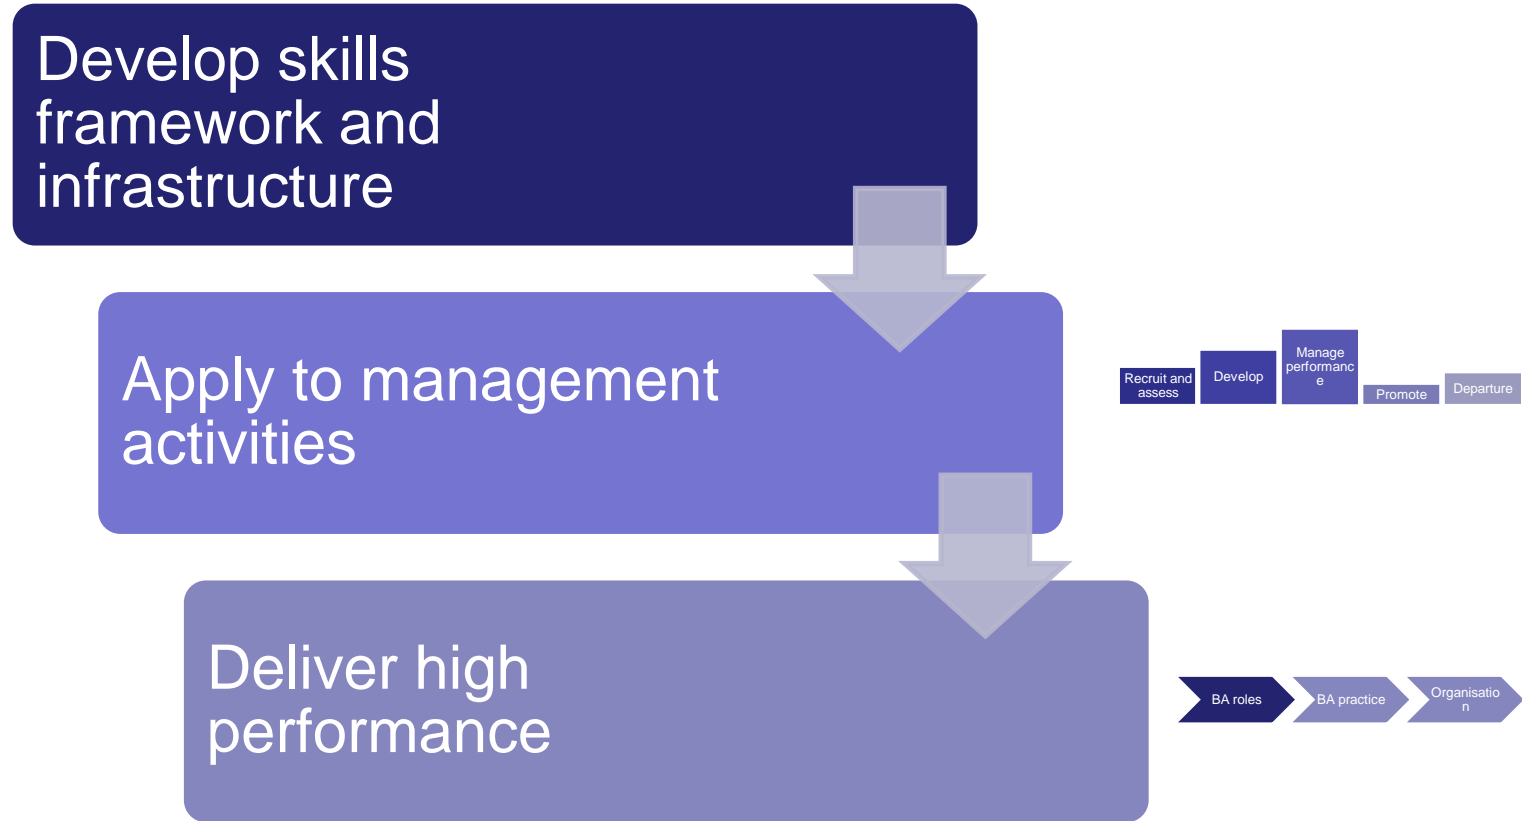 Develop skills
framework and
infrastructure
Apply to management
activities
Recruit and
assess
Develop
Manage
performanc
e
Promote
Departure
Deliver high
performance
BA roles
BA practice
Organisatio
n